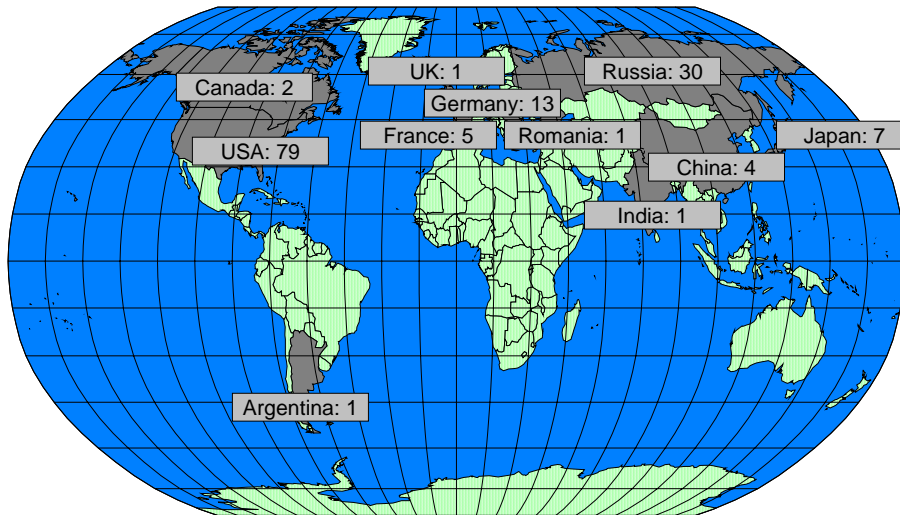 UK: 1
Russia: 30
Canada: 2
Germany: 13
France: 5
Romania: 1
Japan: 7
USA: 79
China: 4
India: 1
Argentina: 1